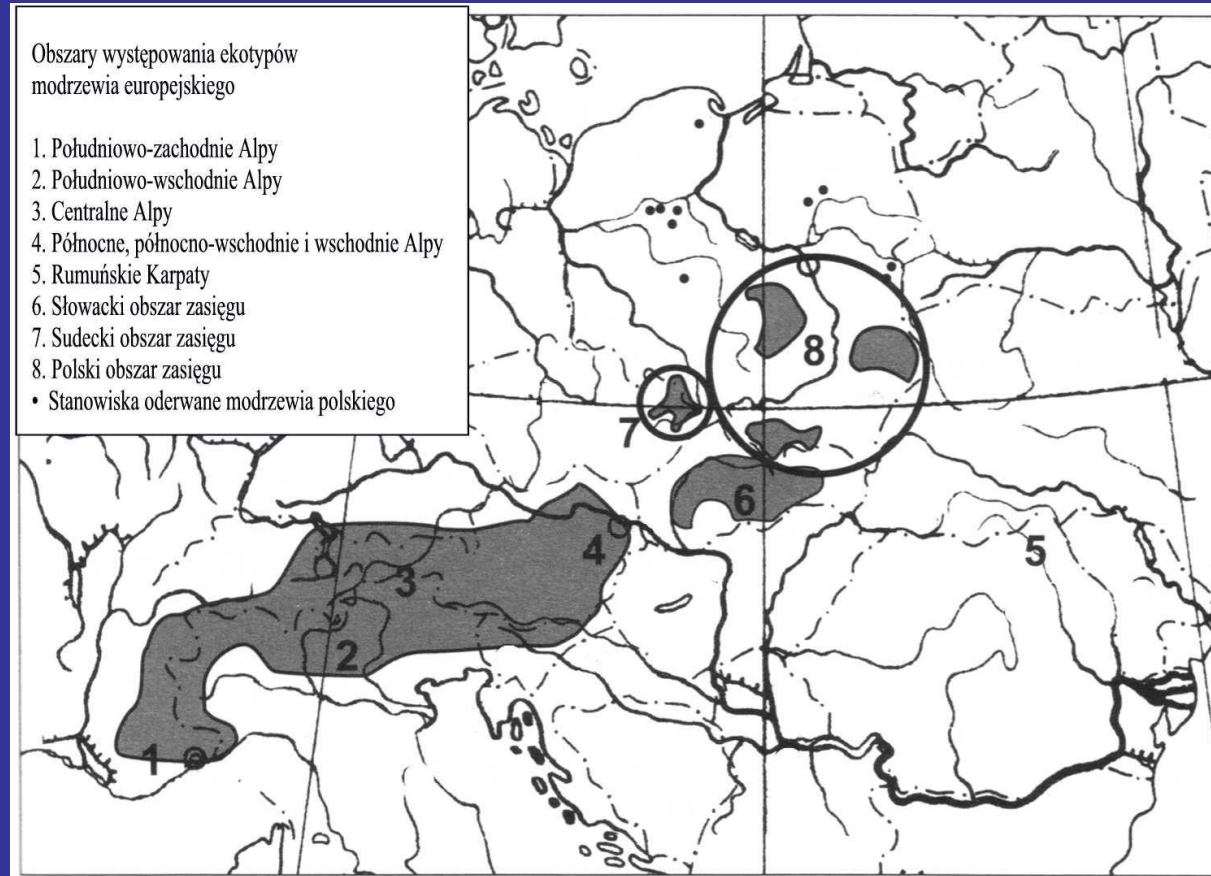 Obszary występowania ekotypów
modrzewia europejskiego
1. Południowo-zachodnie Alpy
2. Południowo-wschodnie Alpy
3. Centralne Alpy
4. Północne, północno-wschodnie i wschodnie Alpy
5. Rumuńskie Karpaty
6. Słowacki obszar zasięgu
7. Sudecki obszar zasięgu
8. Polski obszar zasięgu
• Stanowiska oderwane modrzewia polskiego
8
7
6
4
5
3
2
1